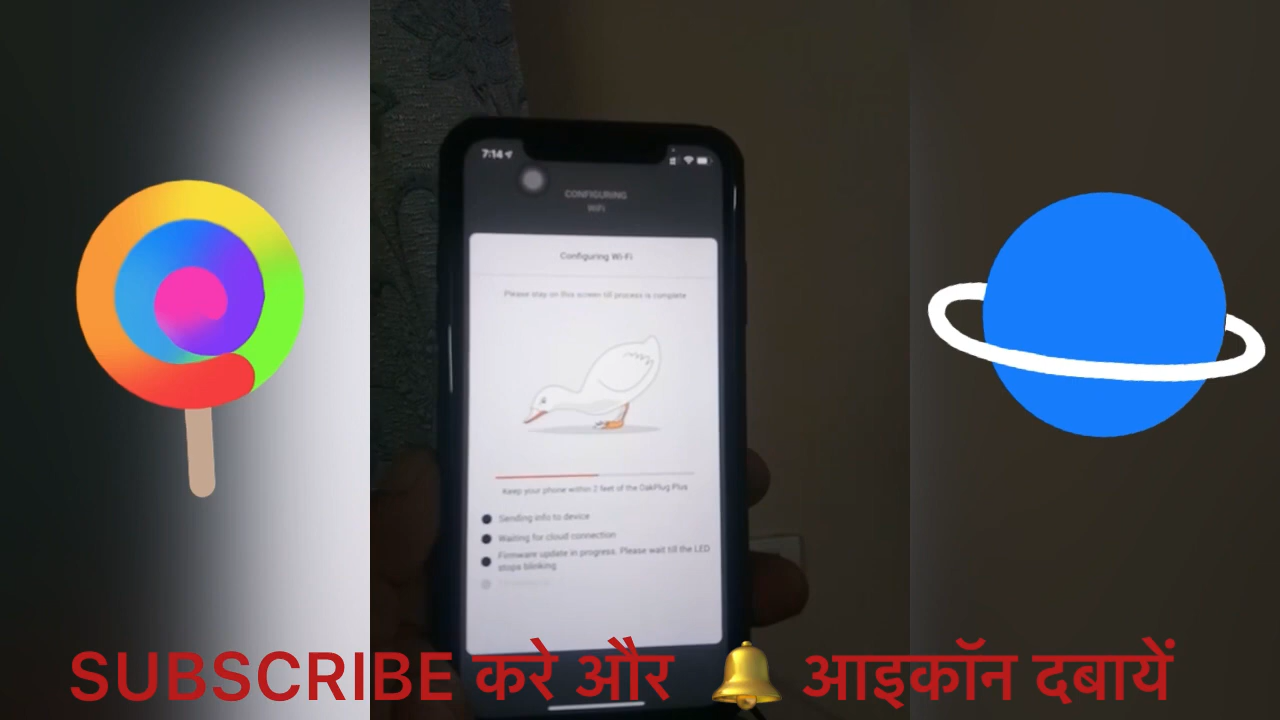 7:14
CONFIGURING
WiFi
Configuring Wi-Fi
Please stay on this screen till process is complete
Keep your phone within 2 feet of the OakPlug Plus
Sending info to device
Waiting for cloud connection
Firmware update in progress. Please wait till the LED
stops blinking
SUBSCRIBE करे और 🔔 आइकॉन दबायें